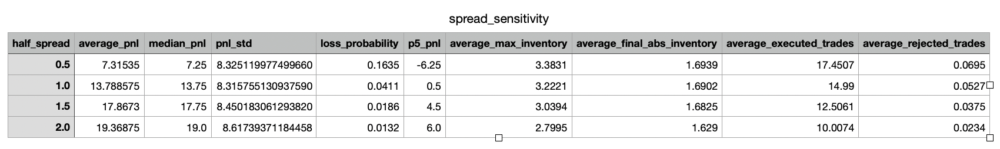 spread_sensitivity
half_spread average_pnl median_pnl pnl_std loss_probability p5_pnl average_max_inventory average_final_abs_inventory average_executed_trades average_rejected_trades
0.5 7.31535 7.25 8.325119977499660 0.1635 -6.25 3.3831 1.6939 17.4507 0.0695
1.0 13.788575 13.75 8.315755130937590 0.0411 0.5 3.2221 1.6902 14.99 0.0527
1.5 17.8673 17.75 8.450183061293820 0.0186 4.5 3.0394 1.6825 12.5061 0.0375
2.0 19.36875 19.0 8.61739371184458 0.0132 6.0 2.7995 1.629 10.0074 0.0234